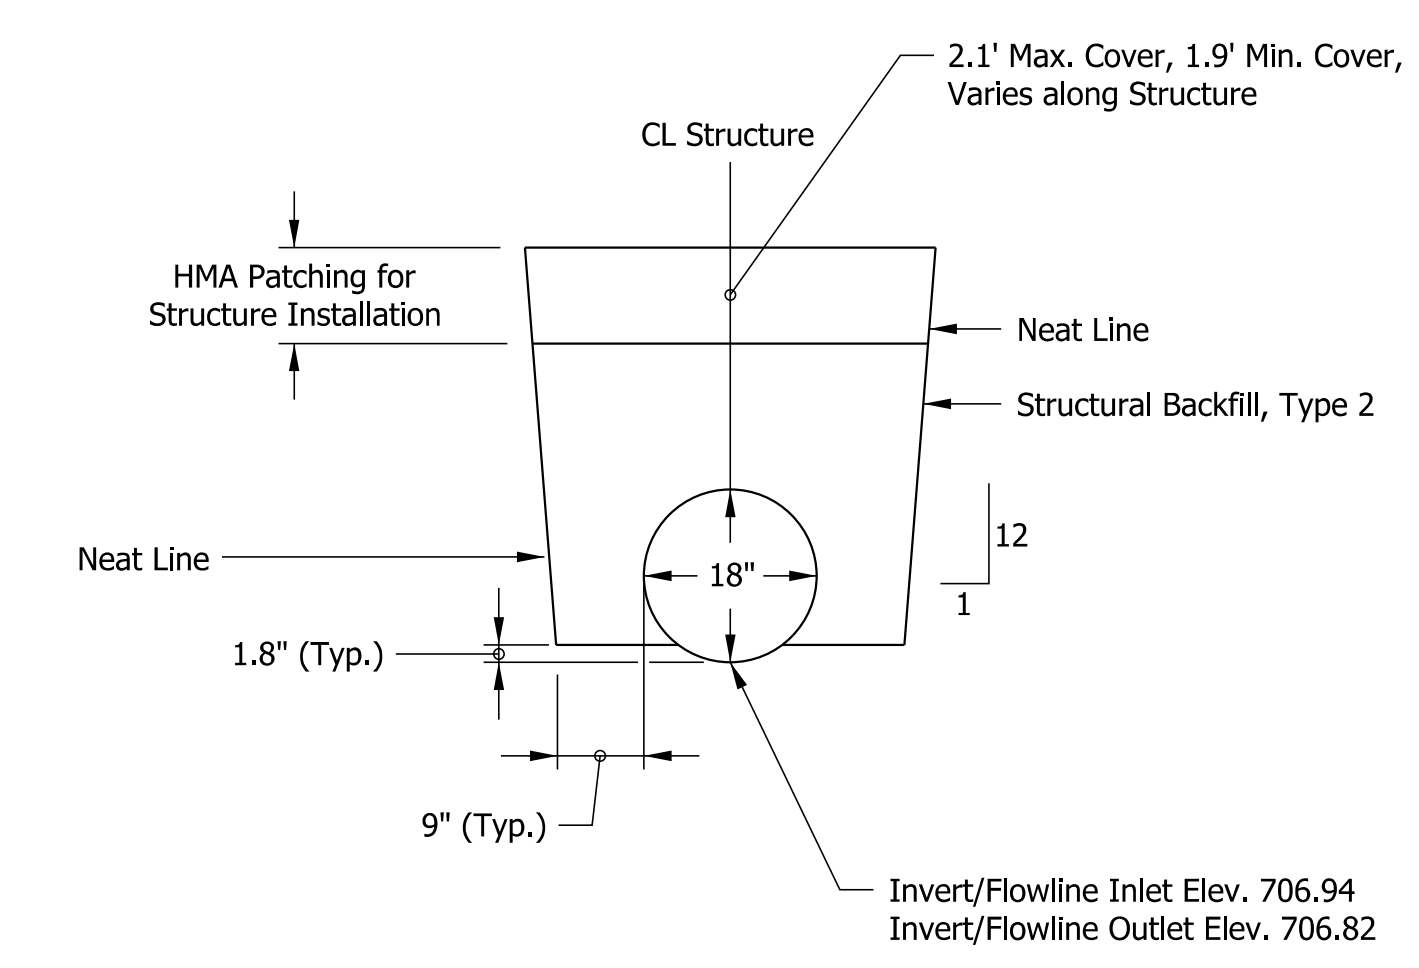 2.1' Max. Cover, 1.9' Min. Cover,
Varies along Structure
CL Structure
HMA Patching for
Structure Installation
Neat Line
Structural Backfill, Type 2
12
1
Neat Line
18"
1.8" (Typ.)
9" (Typ.)
Invert/Flowline Inlet Elev. 706.94
Invert/Flowline Outlet Elev. 706.82